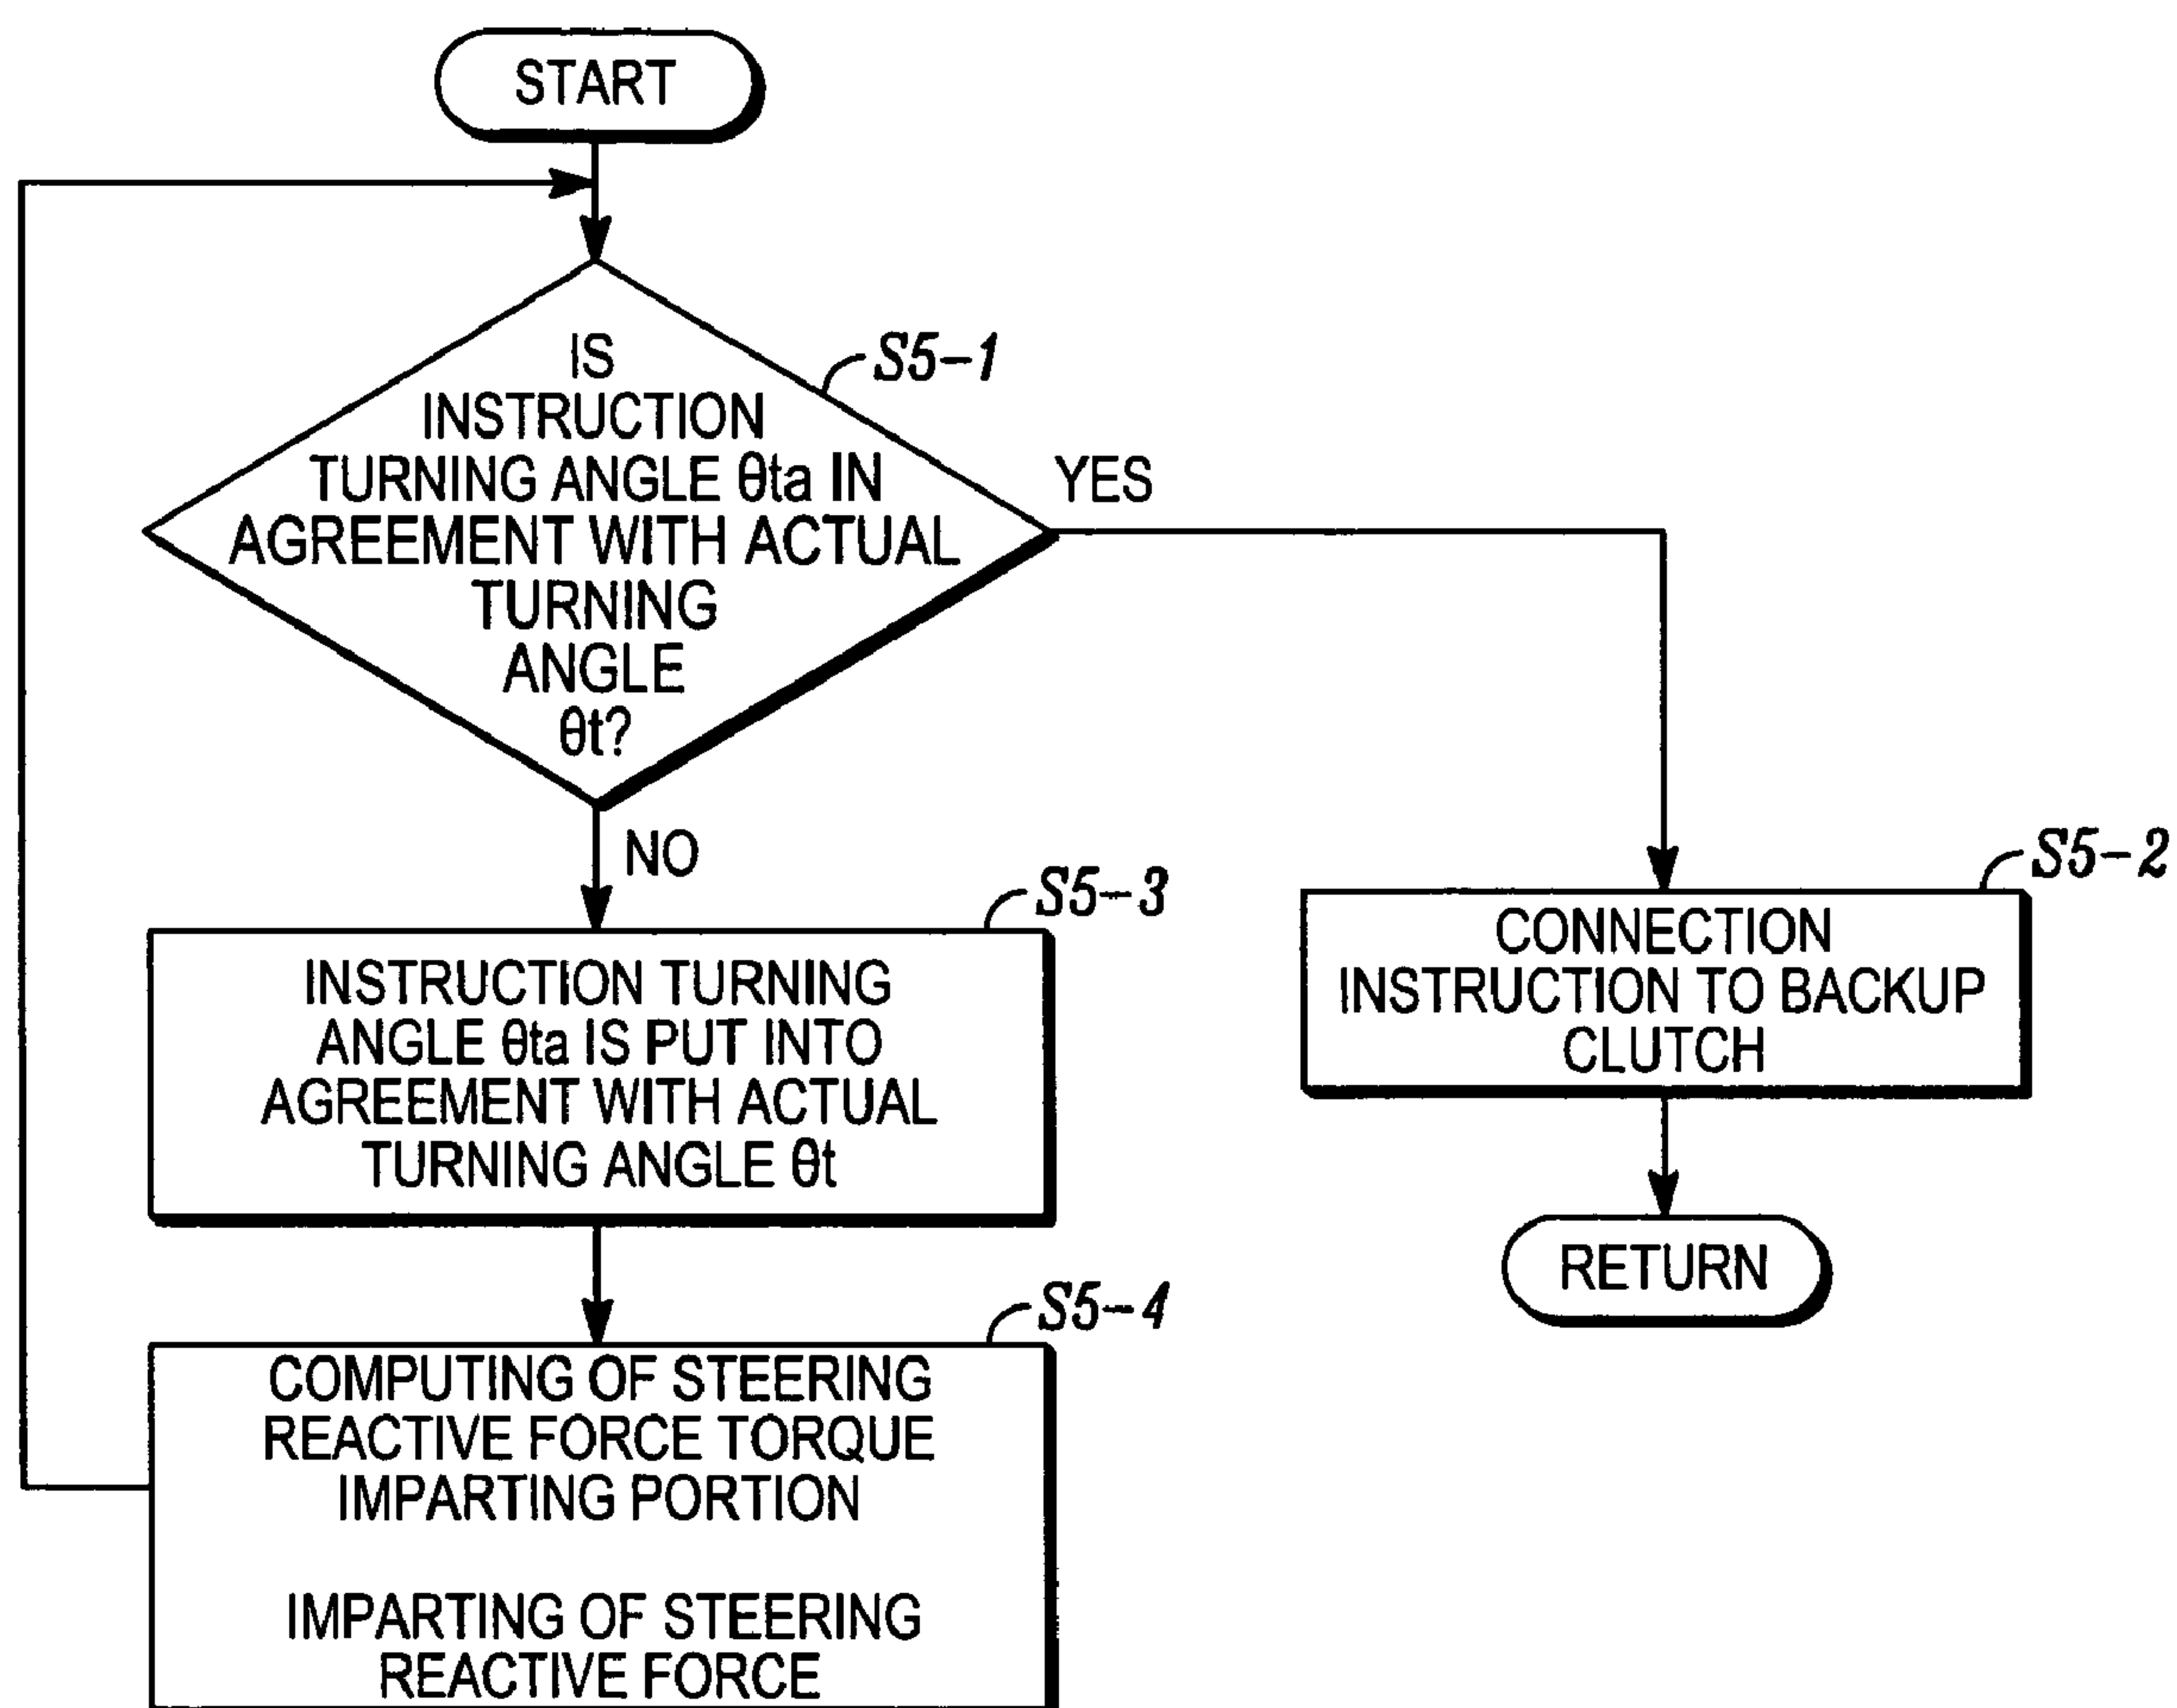 START
IS
INSTRUCTION
TURNING ANGLE θta IN
AGREEMENT WITH ACTUAL
TURNING
ANGLE
θt?
S5-1
YES
NO
S5-3
INSTRUCTION TURNING
ANGLE θta IS PUT INTO
AGREEMENT WITH ACTUAL
TURNING ANGLE θt
S5-2
CONNECTION
INSTRUCTION TO BACKUP
CLUTCH
RETURN
S5-4
COMPUTING OF STEERING
REACTIVE FORCE TORQUE
IMPARTING PORTION
IMPARTING OF STEERING
REACTIVE FORCE